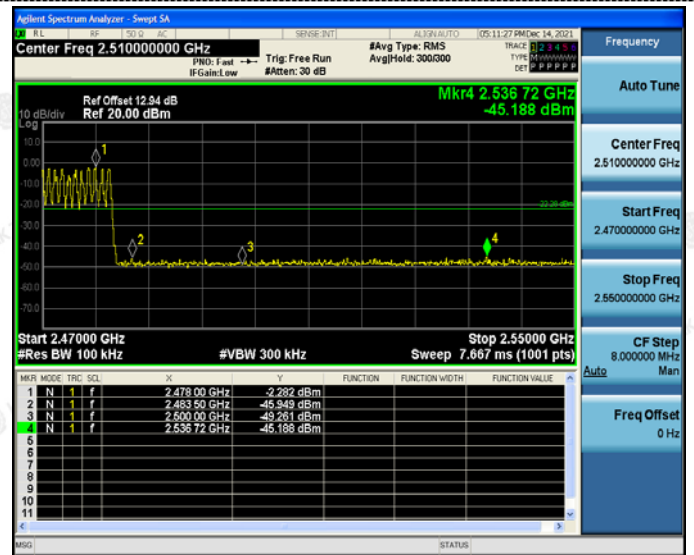 Agilent Spectrum Analyzer - Swept SA
RL RF 50 Ω AC SENSE:INT ALIGN AUTO 05:11:27 PM Dec 14, 2021
Center Freq 2.510000000 GHz #Avg Type: RMS TRACE 1 2 3 4 5 6
PNO: Fast Trig: Free Run Avg|Hold: 300/300 TYPE M
IFGain:Low #Atten: 30 dB DET P P P P P P
Frequency
Auto Tune
Center Freq
2.510000000 GHz
Start Freq
2.470000000 GHz
Stop Freq
2.550000000 GHz
CF Step
8.000000 MHz
Auto Man
Freq Offset
0 Hz
Mkr4 2.536 72 GHz
-45.188 dBm
Ref Offset 12.94 dB
10 dB/div Ref 20.00 dBm
Log
10.0
0.00
-10.0
-20.0
-30.0
-40.0
-50.0
-60.0
-70.0
1
2
3
4
-22.28 dBm
Start 2.47000 GHz Stop 2.55000 GHz
#Res BW 100 kHz #VBW 300 kHz Sweep 7.667 ms (1001 pts)
MKR MODE TRC SCL X Y FUNCTION FUNCTION WIDTH FUNCTION VALUE
1 N 1 f 2.478 00 GHz -2.282 dBm
2 N 1 f 2.483 50 GHz -45.949 dBm
3 N 1 f 2.500 00 GHz -49.261 dBm
4 N 1 f 2.536 72 GHz -45.188 dBm
5
6
7
8
9
10
11
MSG STATUS